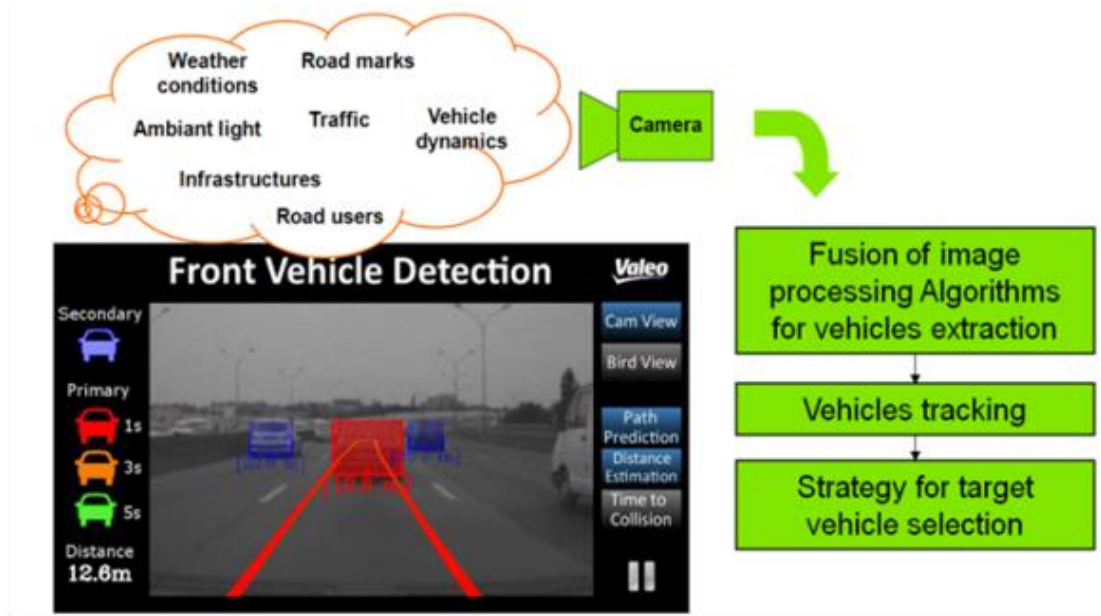 Weather
conditions
Road marks
Ambiant light
Traffic
Vehicle
dynamics
Infrastructures
Road users
Camera
Fusion of image
processing Algorithms
for vehicles extraction
Vehicles tracking
Strategy for target
vehicle selection
Front Vehicle Detection
Valeo
Secondary
Primary
1s
3s
5s
Distance
12.6m
Cam View
Bird View
Path
Prediction
Distance
Estimation
Time to
Collision